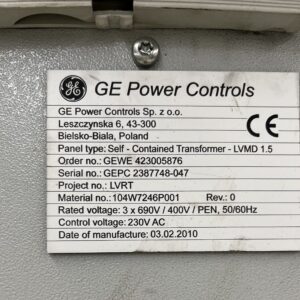 GE Power Controls
GE Power Controls Sp. z o.o.
Leszczynska 6, 43-300
Bielsko-Biala, Poland
CE
Panel type: Self - Contained Transformer - LVMD 1.5
Order no.: GEWE 423005876
Serial no.: GEPC 2387748-047
Project no.: LVRT
Material no.: 104W7246P001 Rev.: 0
Rated voltage: 3 x 690V / 400V / PEN, 50/60Hz
Control voltage: 230V AC
Date of manufacture: 03.02.2010